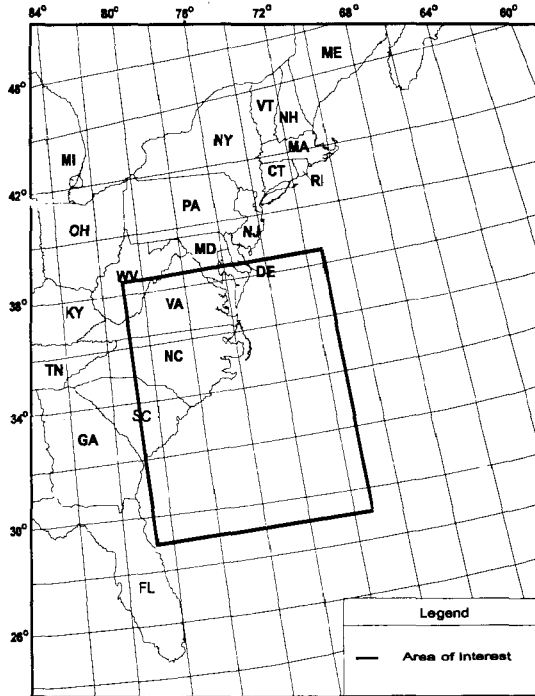 84° 80° 76° 72° 68° 64° 60°
ME
46°
VT
NH
NY
MA
MI
CT
RI
42°
PA
OH
NJ
MD
DE
WV
38°
VA
KY
NC
TN
34°
SC
GA
30°
FL
Legend
26°
Area of Interest